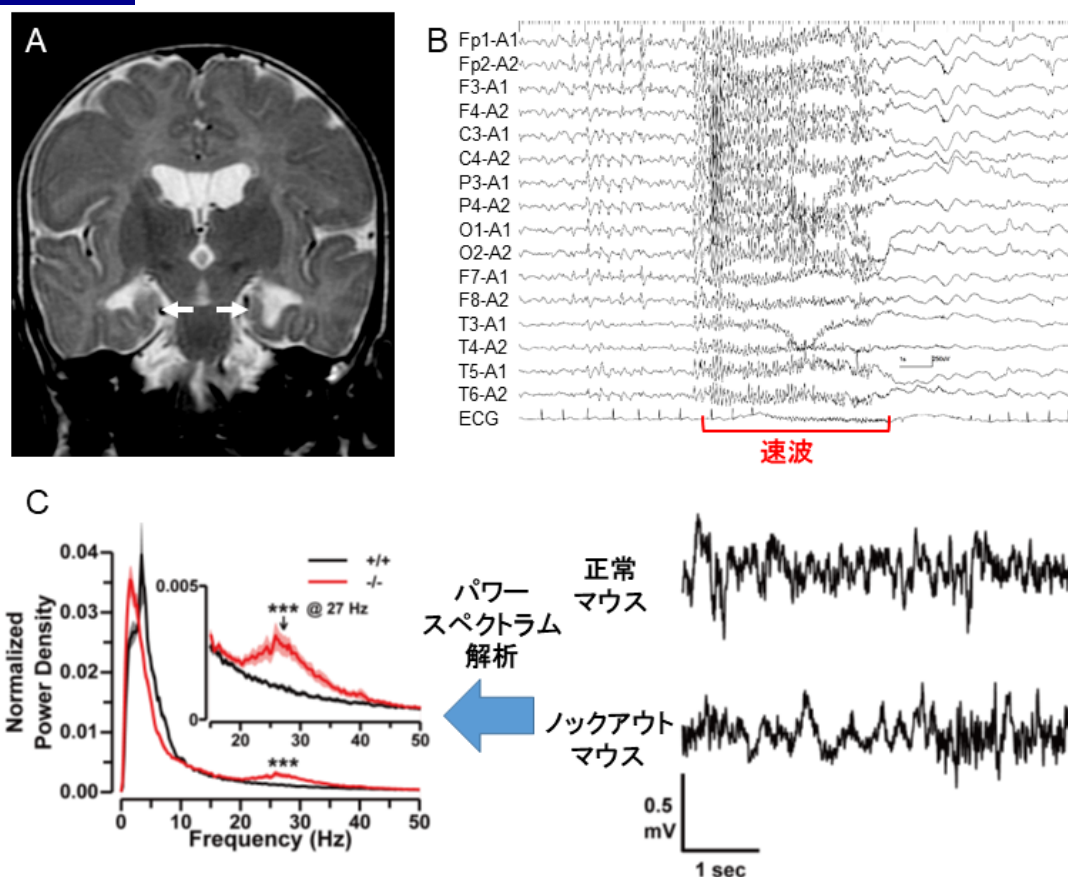 A
B
Fp1-A1
Fp2-A2
F3-A1
F4-A2
C3-A1
C4-A2
P3-A1
P4-A2
O1-A1
O2-A2
F7-A1
F8-A2
T3-A1
T4-A2
T5-A1
T6-A2
ECG
1s
250uV
速波
C
Normalized
Power Density
0.04
0.03
0.02
0.01
0.00
0 10 20 30 40 50
Frequency (Hz)
0.005
0
20 30 40 50
+/+
-/-
*** @ 27 Hz
***
パワー
スペクトラム
解析
正常
マウス
ノックアウト
マウス
0.5
mV
1 sec